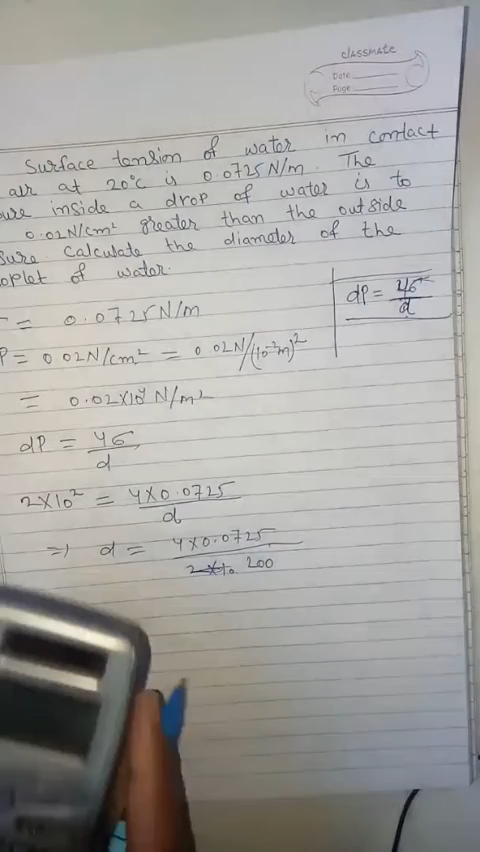 classmate
Date
Page
Surface tension of water in contact
air at 20°C is 0.0725 N/m. The
ure inside a drop of water is to
0.02N/cm² greater than the outside
sure. Calculate the diameter of the
oplet of water.
= 0.0725 N/m
dP = 4σ/d
P = 0.02N/cm² = 0.02N/(10⁻²m)²
= 0.02×10⁴ N/m²
dP = 4σ/d
2×10² = 4×0.0725/d
⇒ d = 4×0.0725/200